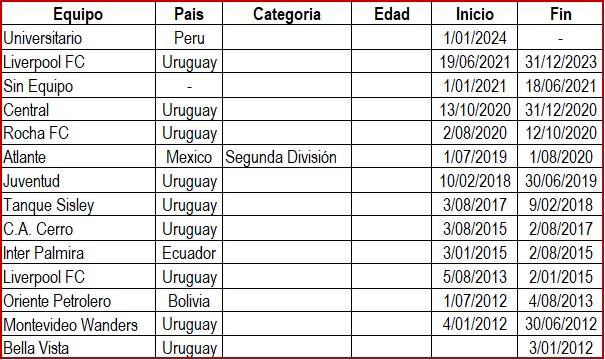 Equipo Pais Categoria Edad Inicio Fin
Universitario Peru 1/01/2024 -
Liverpool FC Uruguay 19/06/2021 31/12/2023
Sin Equipo - 1/01/2021 18/06/2021
Central Uruguay 13/10/2020 31/12/2020
Rocha FC Uruguay 2/08/2020 12/10/2020
Atlante Mexico Segunda División 1/07/2019 1/08/2020
Juventud Uruguay 10/02/2018 30/06/2019
Tanque Sisley Uruguay 3/08/2017 9/02/2018
C.A. Cerro Uruguay 3/08/2015 2/08/2017
Inter Palmira Ecuador 3/01/2015 2/08/2015
Liverpool FC Uruguay 5/08/2013 2/01/2015
Oriente Petrolero Bolivia 1/07/2012 4/08/2013
Montevideo Wanders Uruguay 4/01/2012 30/06/2012
Bella Vista Uruguay 3/01/2012